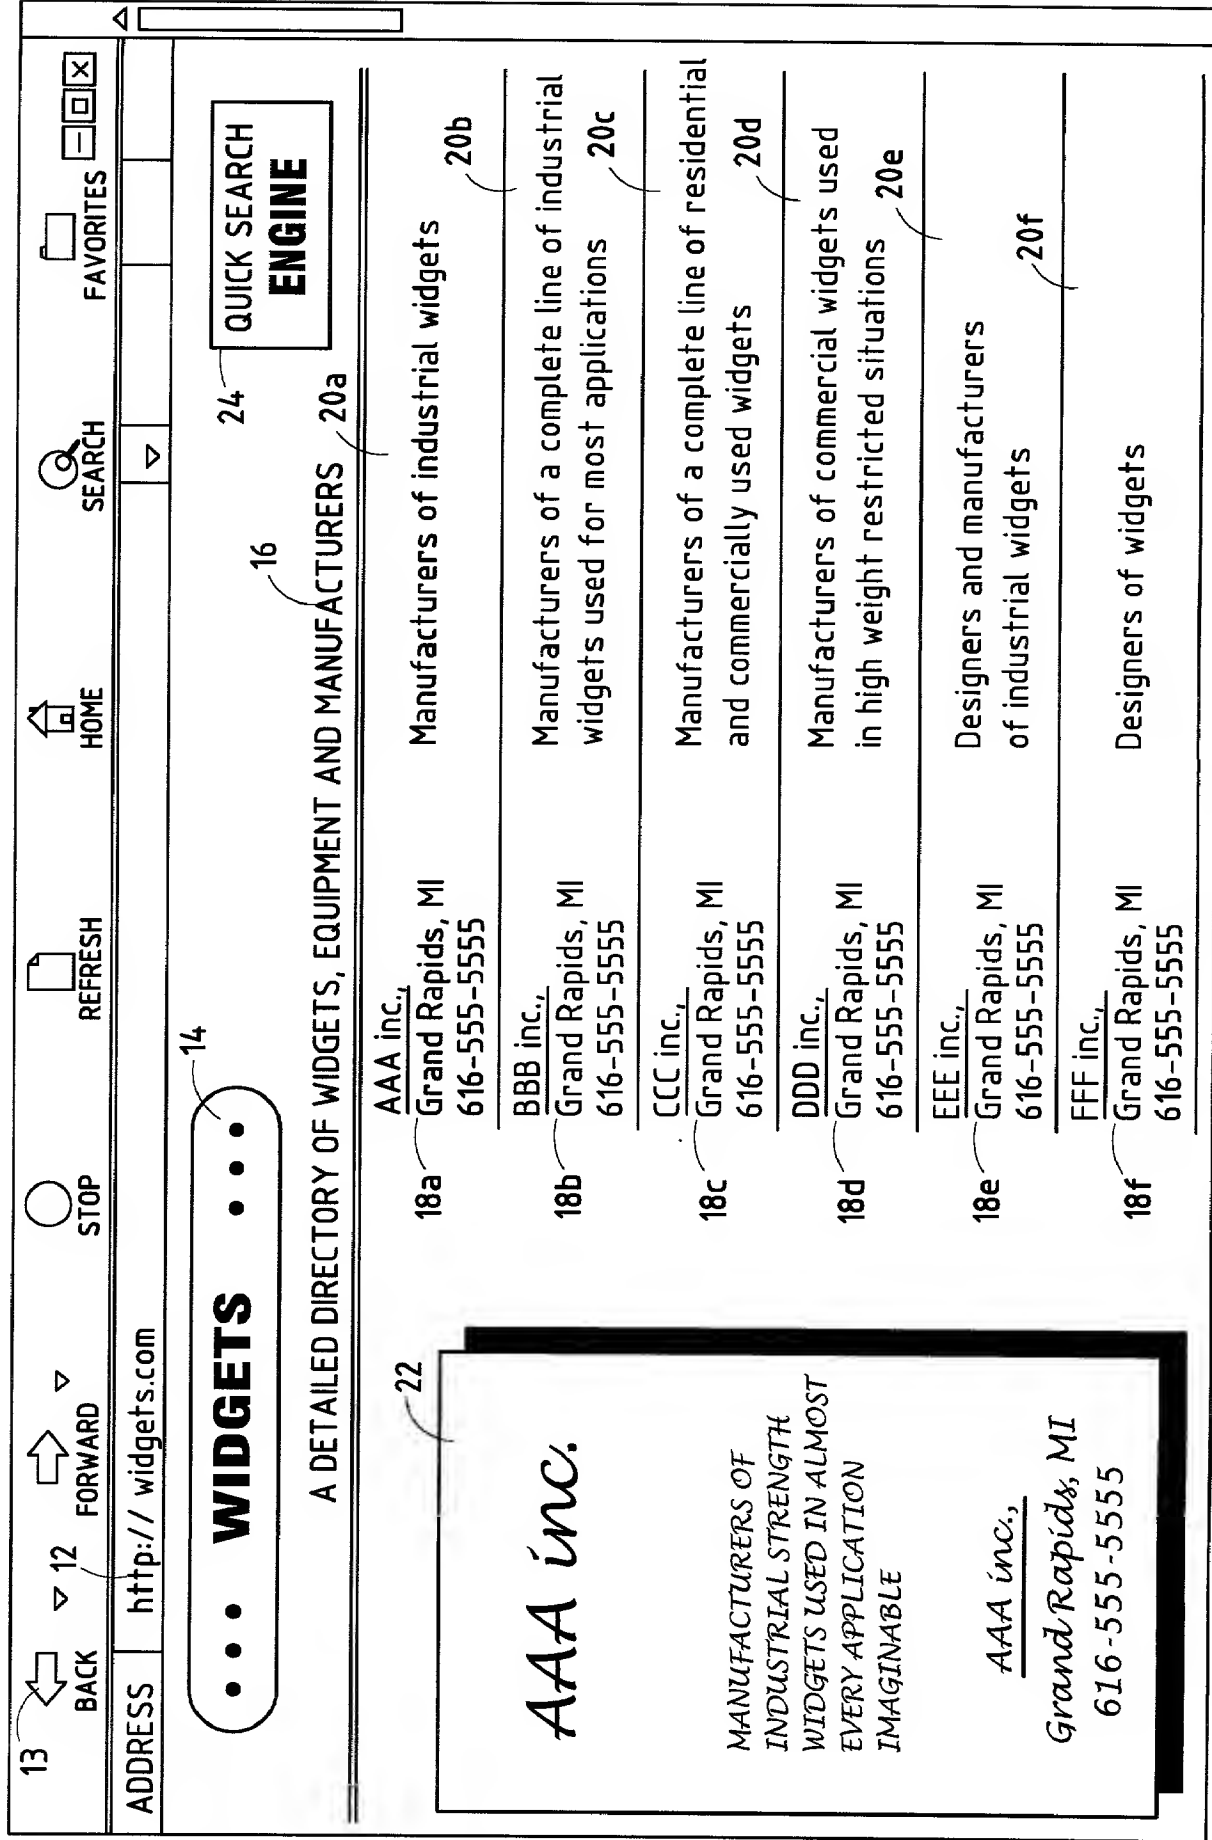 13
BACK
12
FORWARD
STOP
REFRESH
HOME
SEARCH
FAVORITES
ADDRESS
http:// widgets.com
14
••• WIDGETS •••
24
QUICK SEARCH
ENGINE
16
A DETAILED DIRECTORY OF WIDGETS, EQUIPMENT AND MANUFACTURERS
20a
22
AAA inc.
MANUFACTURERS OF
INDUSTRIAL STRENGTH
WIDGETS USED IN ALMOST
EVERY APPLICATION
IMAGINABLE
AAA inc.,
Grand Rapids, MI
616-555-5555
18a
AAA inc.,
Grand Rapids, MI
616-555-5555
Manufacturers of industrial widgets
20b
18b
BBB inc.,
Grand Rapids, MI
616-555-5555
Manufacturers of a complete line of industrial
widgets used for most applications
20c
18c
CCC inc.,
Grand Rapids, MI
616-555-5555
Manufacturers of a complete line of residential
and commercially used widgets
20d
18d
DDD inc.,
Grand Rapids, MI
616-555-5555
Manufacturers of commercial widgets used
in high weight restricted situations
20e
18e
EEE inc.,
Grand Rapids, MI
616-555-5555
Designers and manufacturers
of industrial widgets
20f
18f
FFF inc.,
Grand Rapids, MI
616-555-5555
Designers of widgets